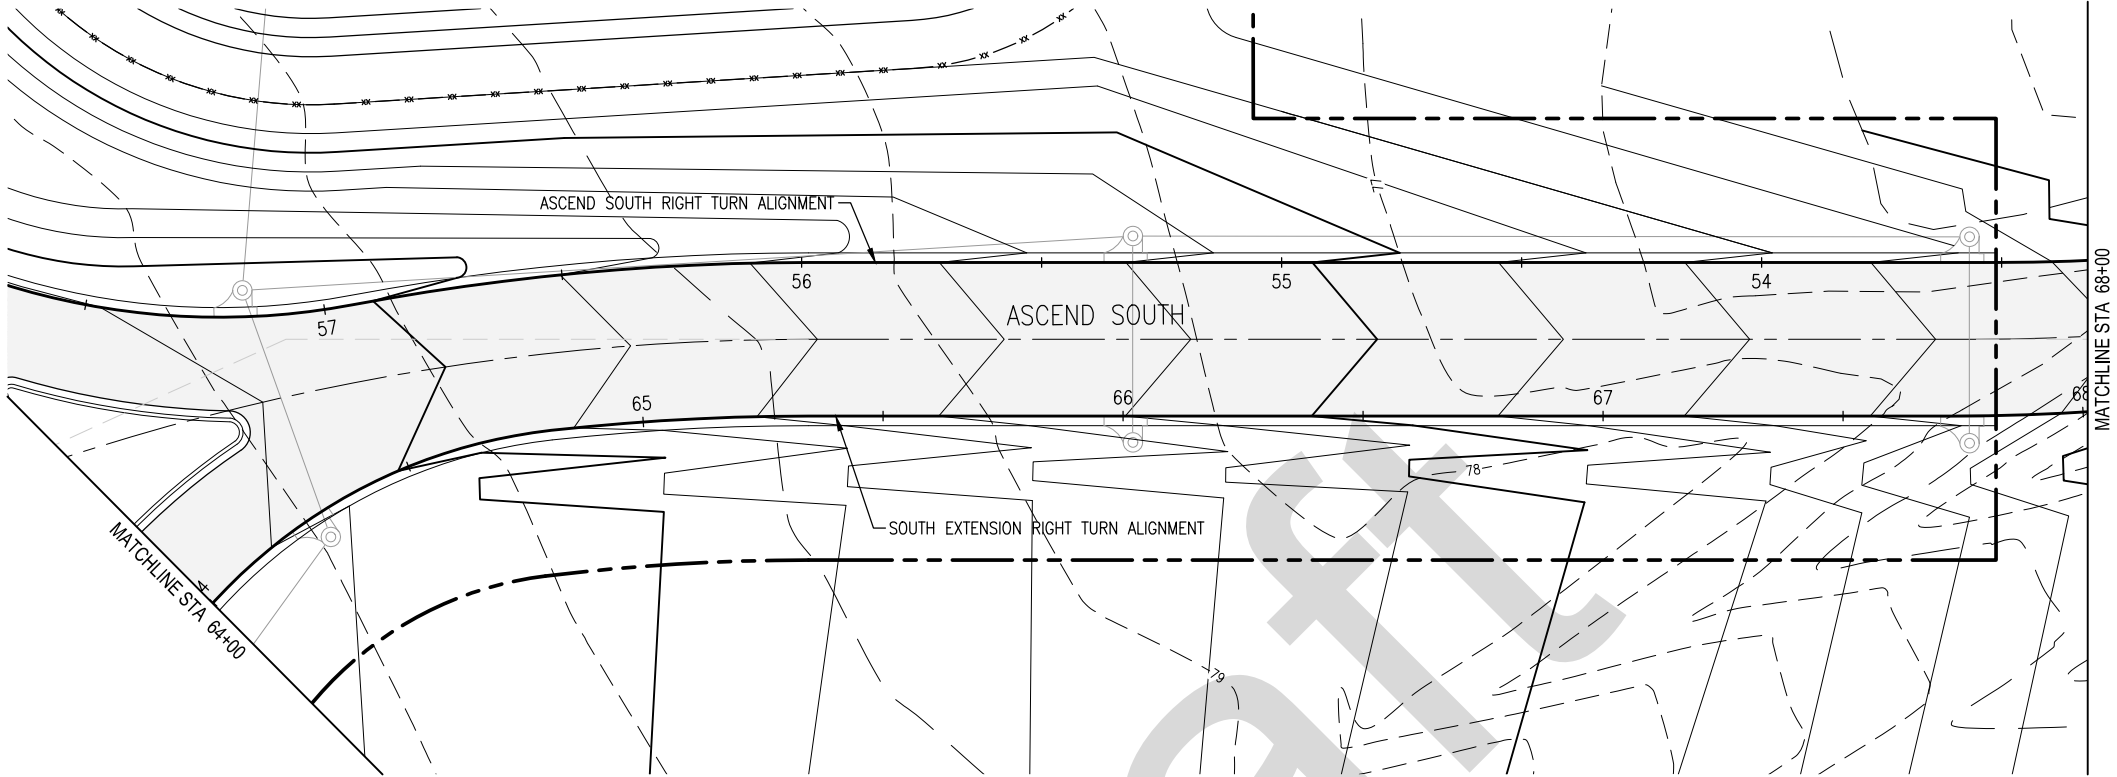 77
ASCEND SOUTH RIGHT TURN ALIGNMENT
57
56
55
54
ASCEND SOUTH
65
66
67
68
78
SOUTH EXTENSION RIGHT TURN ALIGNMENT
79
MATCHLINE STA 64+00
MATCHLINE STA 68+00
aft